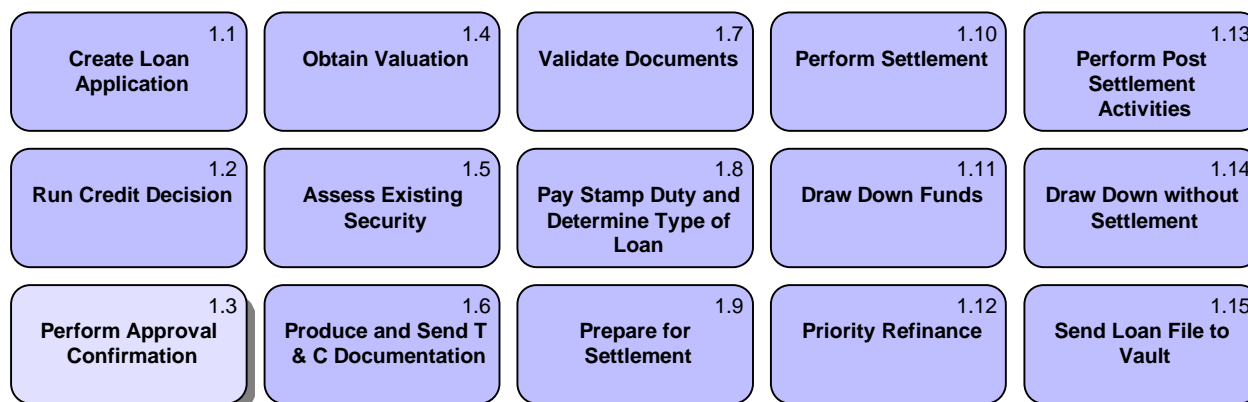 1.1
Create Loan
Application
1.4
Obtain Valuation
1.7
Validate Documents
1.10
Perform Settlement
1.13
Perform Post
Settlement
Activities
1.2
Run Credit Decision
1.5
Assess Existing
Security
1.8
Pay Stamp Duty and
Determine Type of
Loan
1.11
Draw Down Funds
1.14
Draw Down without
Settlement
1.3
Perform Approval
Confirmation
1.6
Produce and Send T
& C Documentation
1.9
Prepare for
Settlement
1.12
Priority Refinance
1.15
Send Loan File to
Vault